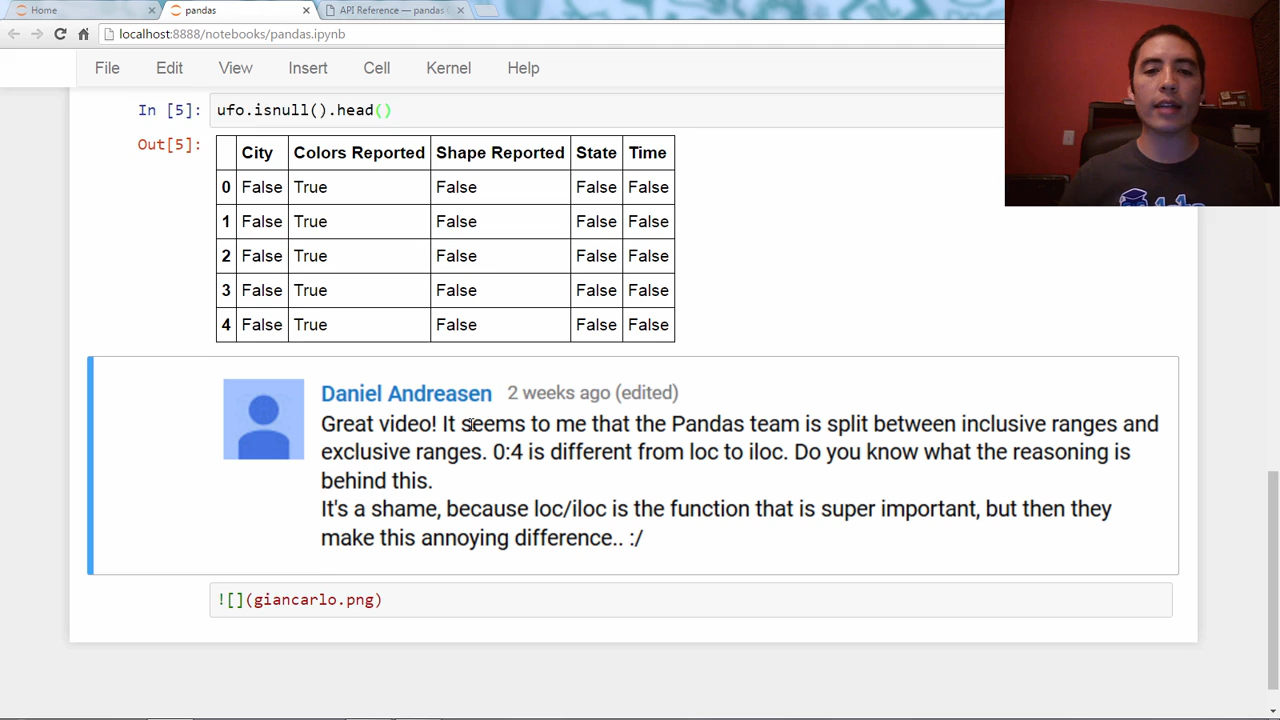 Home
pandas
API Reference — pandas
localhost:8888/notebooks/pandas.ipynb
File Edit View Insert Cell Kernel Help
In [5]: ufo.isnull().head()
Out[5]:
City Colors Reported Shape Reported State Time
0 False True False False False
1 False True False False False
2 False True False False False
3 False True False False False
4 False True False False False
Daniel Andreasen 2 weeks ago (edited)
Great video! It seems to me that the Pandas team is split between inclusive ranges and
exclusive ranges. 0:4 is different from loc to iloc. Do you know what the reasoning is
behind this.
It's a shame, because loc/iloc is the function that is super important, but then they
make this annoying difference.. :/
![](giancarlo.png)